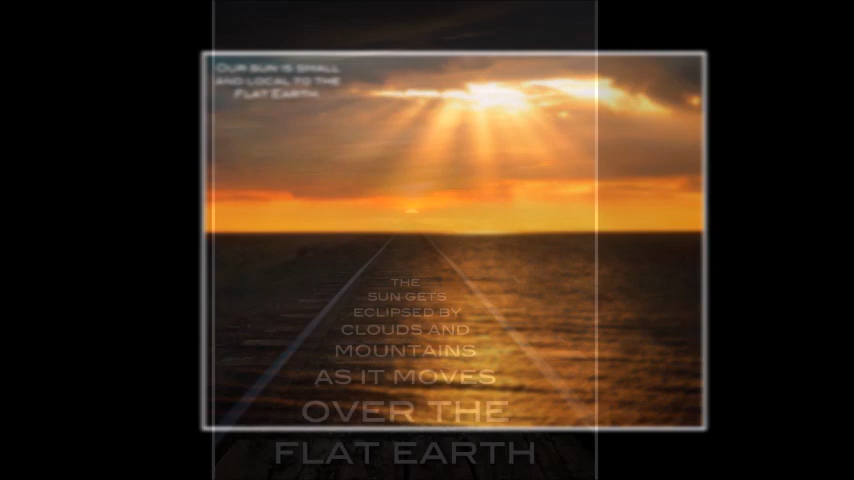 OUR SUN IS SMALL
AND LOCAL TO THE
FLAT EARTH.
THE
SUN GETS
ECLIPSED BY
CLOUDS AND
MOUNTAINS
AS IT MOVES
OVER THE
FLAT EARTH